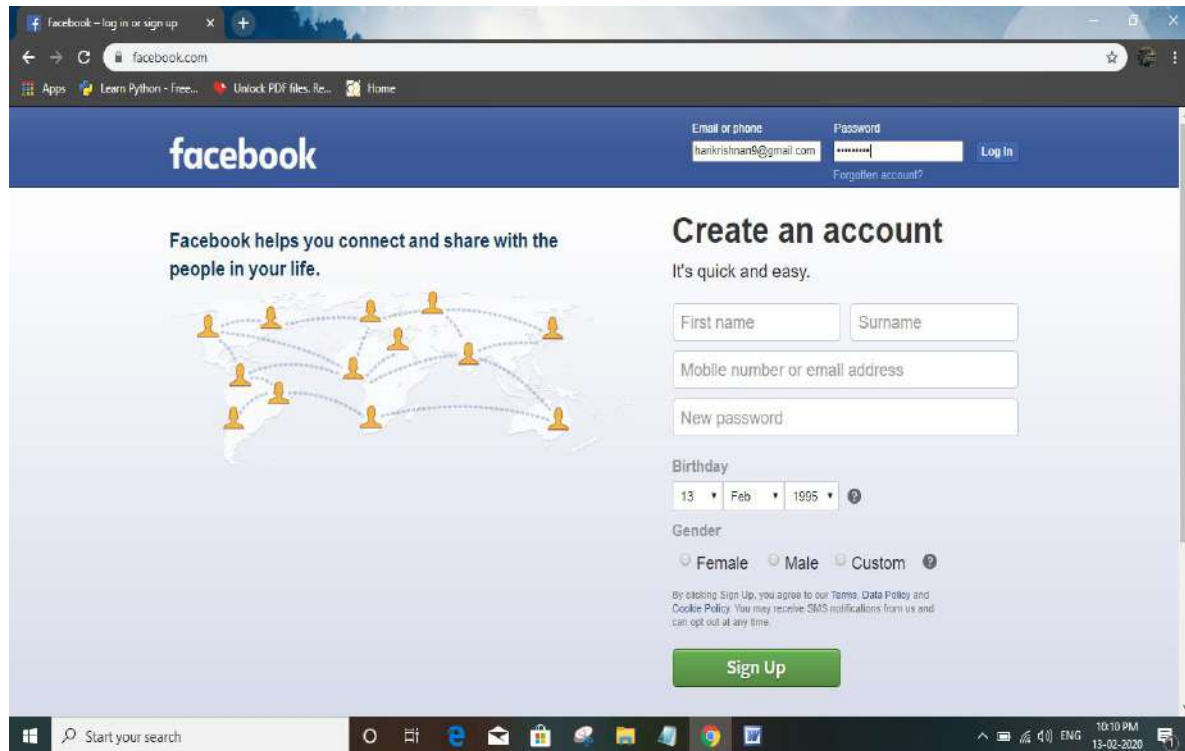 Facebook – log in or sign up
facebook.com
Apps Learn Python - Free... Unlock PDF files. Re... Home
facebook
Email or phone Password
harikrishnan9@gmail.com ••••••••• Log In
Forgotten account?
Facebook helps you connect and share with the
people in your life.
Create an account
It's quick and easy.
First name Surname
Mobile number or email address
New password
Birthday
13 Feb 1995
Gender
Female Male Custom
By clicking Sign Up, you agree to our Terms, Data Policy and
Cookie Policy. You may receive SMS notifications from us and
can opt out at any time.
Sign Up
Start your search
ENG 10:10 PM
13-02-2020